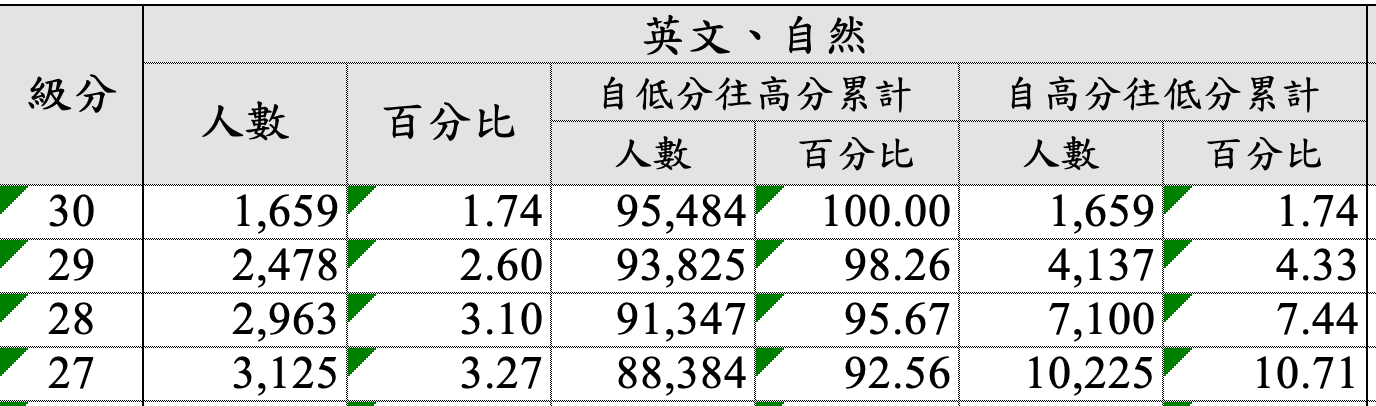 級分 英文、自然
人數 百分比 自低分往高分累計 自高分往低分累計
人數 百分比 人數 百分比
30 1,659 1.74 95,484 100.00 1,659 1.74
29 2,478 2.60 93,825 98.26 4,137 4.33
28 2,963 3.10 91,347 95.67 7,100 7.44
27 3,125 3.27 88,384 92.56 10,225 10.71